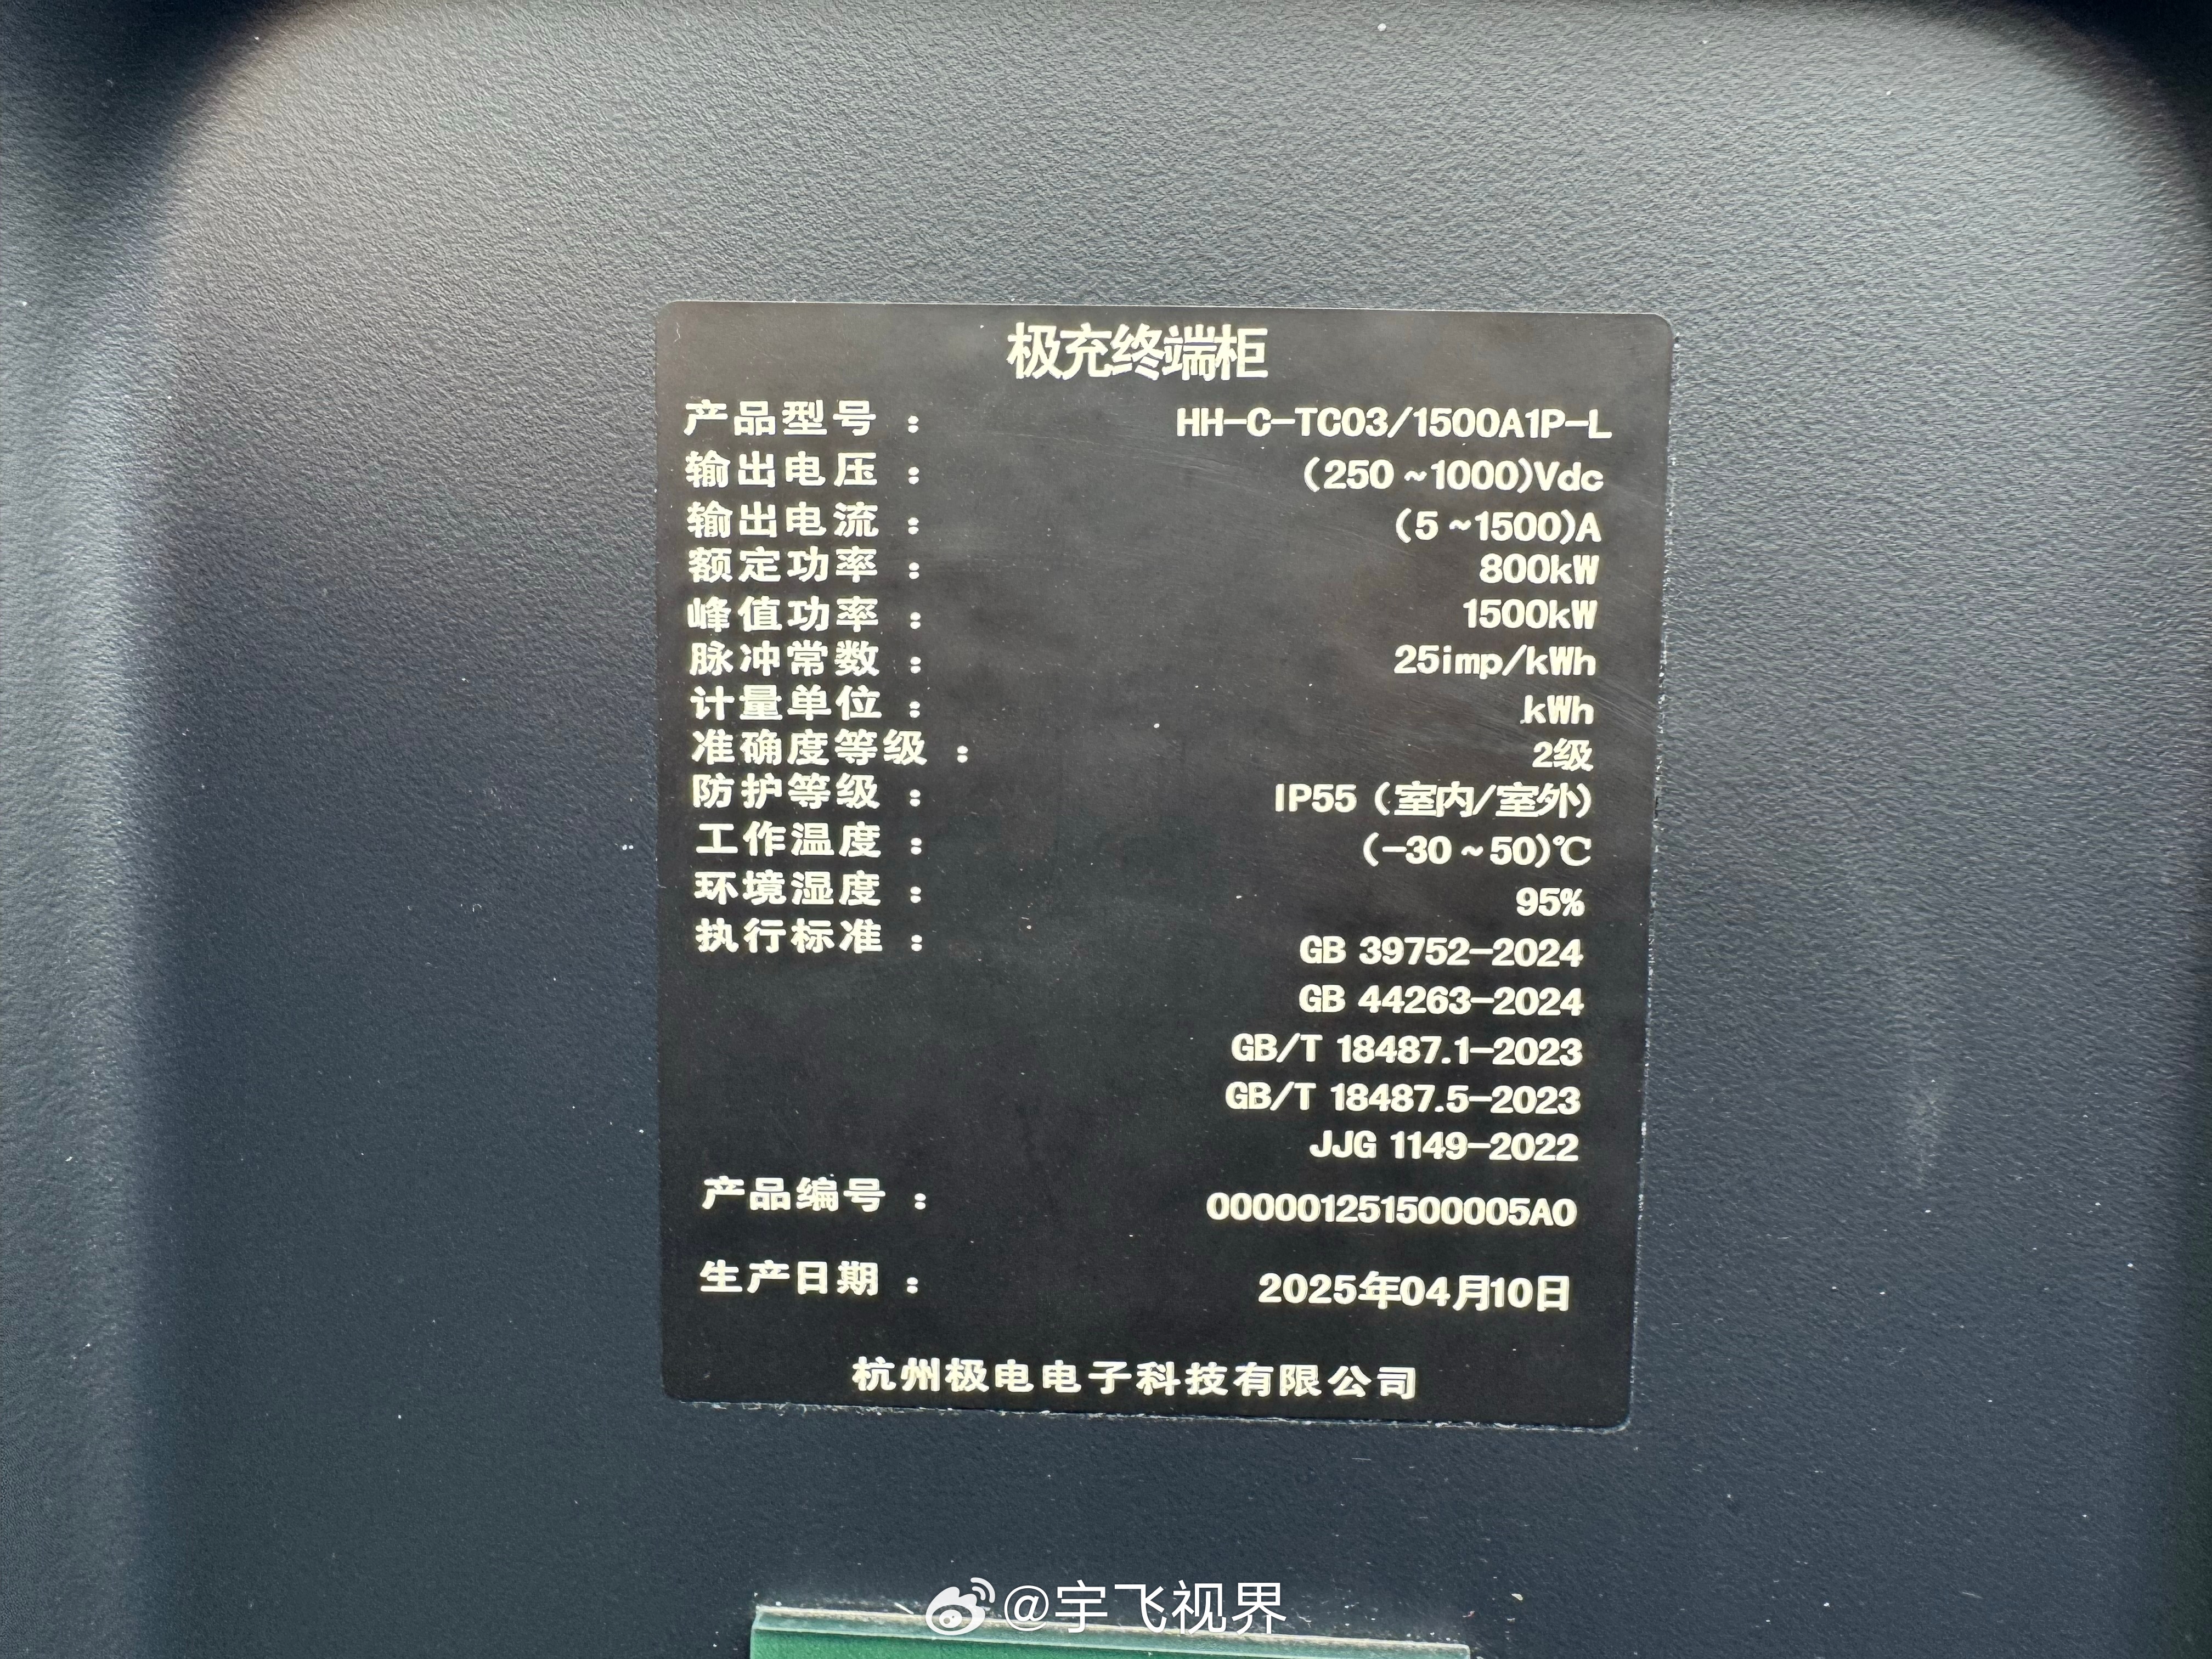 极充终端柜
产品型号：HH-C-TC03/1500A1P-L
输出电压：(250~1000)Vdc
输出电流：(5~1500)A
额定功率：800kW
峰值功率：1500kW
脉冲常数：25imp/kWh
计量单位：kWh
准确度等级：2级
防护等级：IP55（室内/室外）
工作温度：(-30~50)℃
环境湿度：95%
执行标准：GB 39752-2024
GB 44263-2024
GB/T 18487.1-2023
GB/T 18487.5-2023
JJG 1149-2022
产品编号：000001251500005A0
生产日期：2025年04月10日
杭州极电电子科技有限公司
@宇飞视界